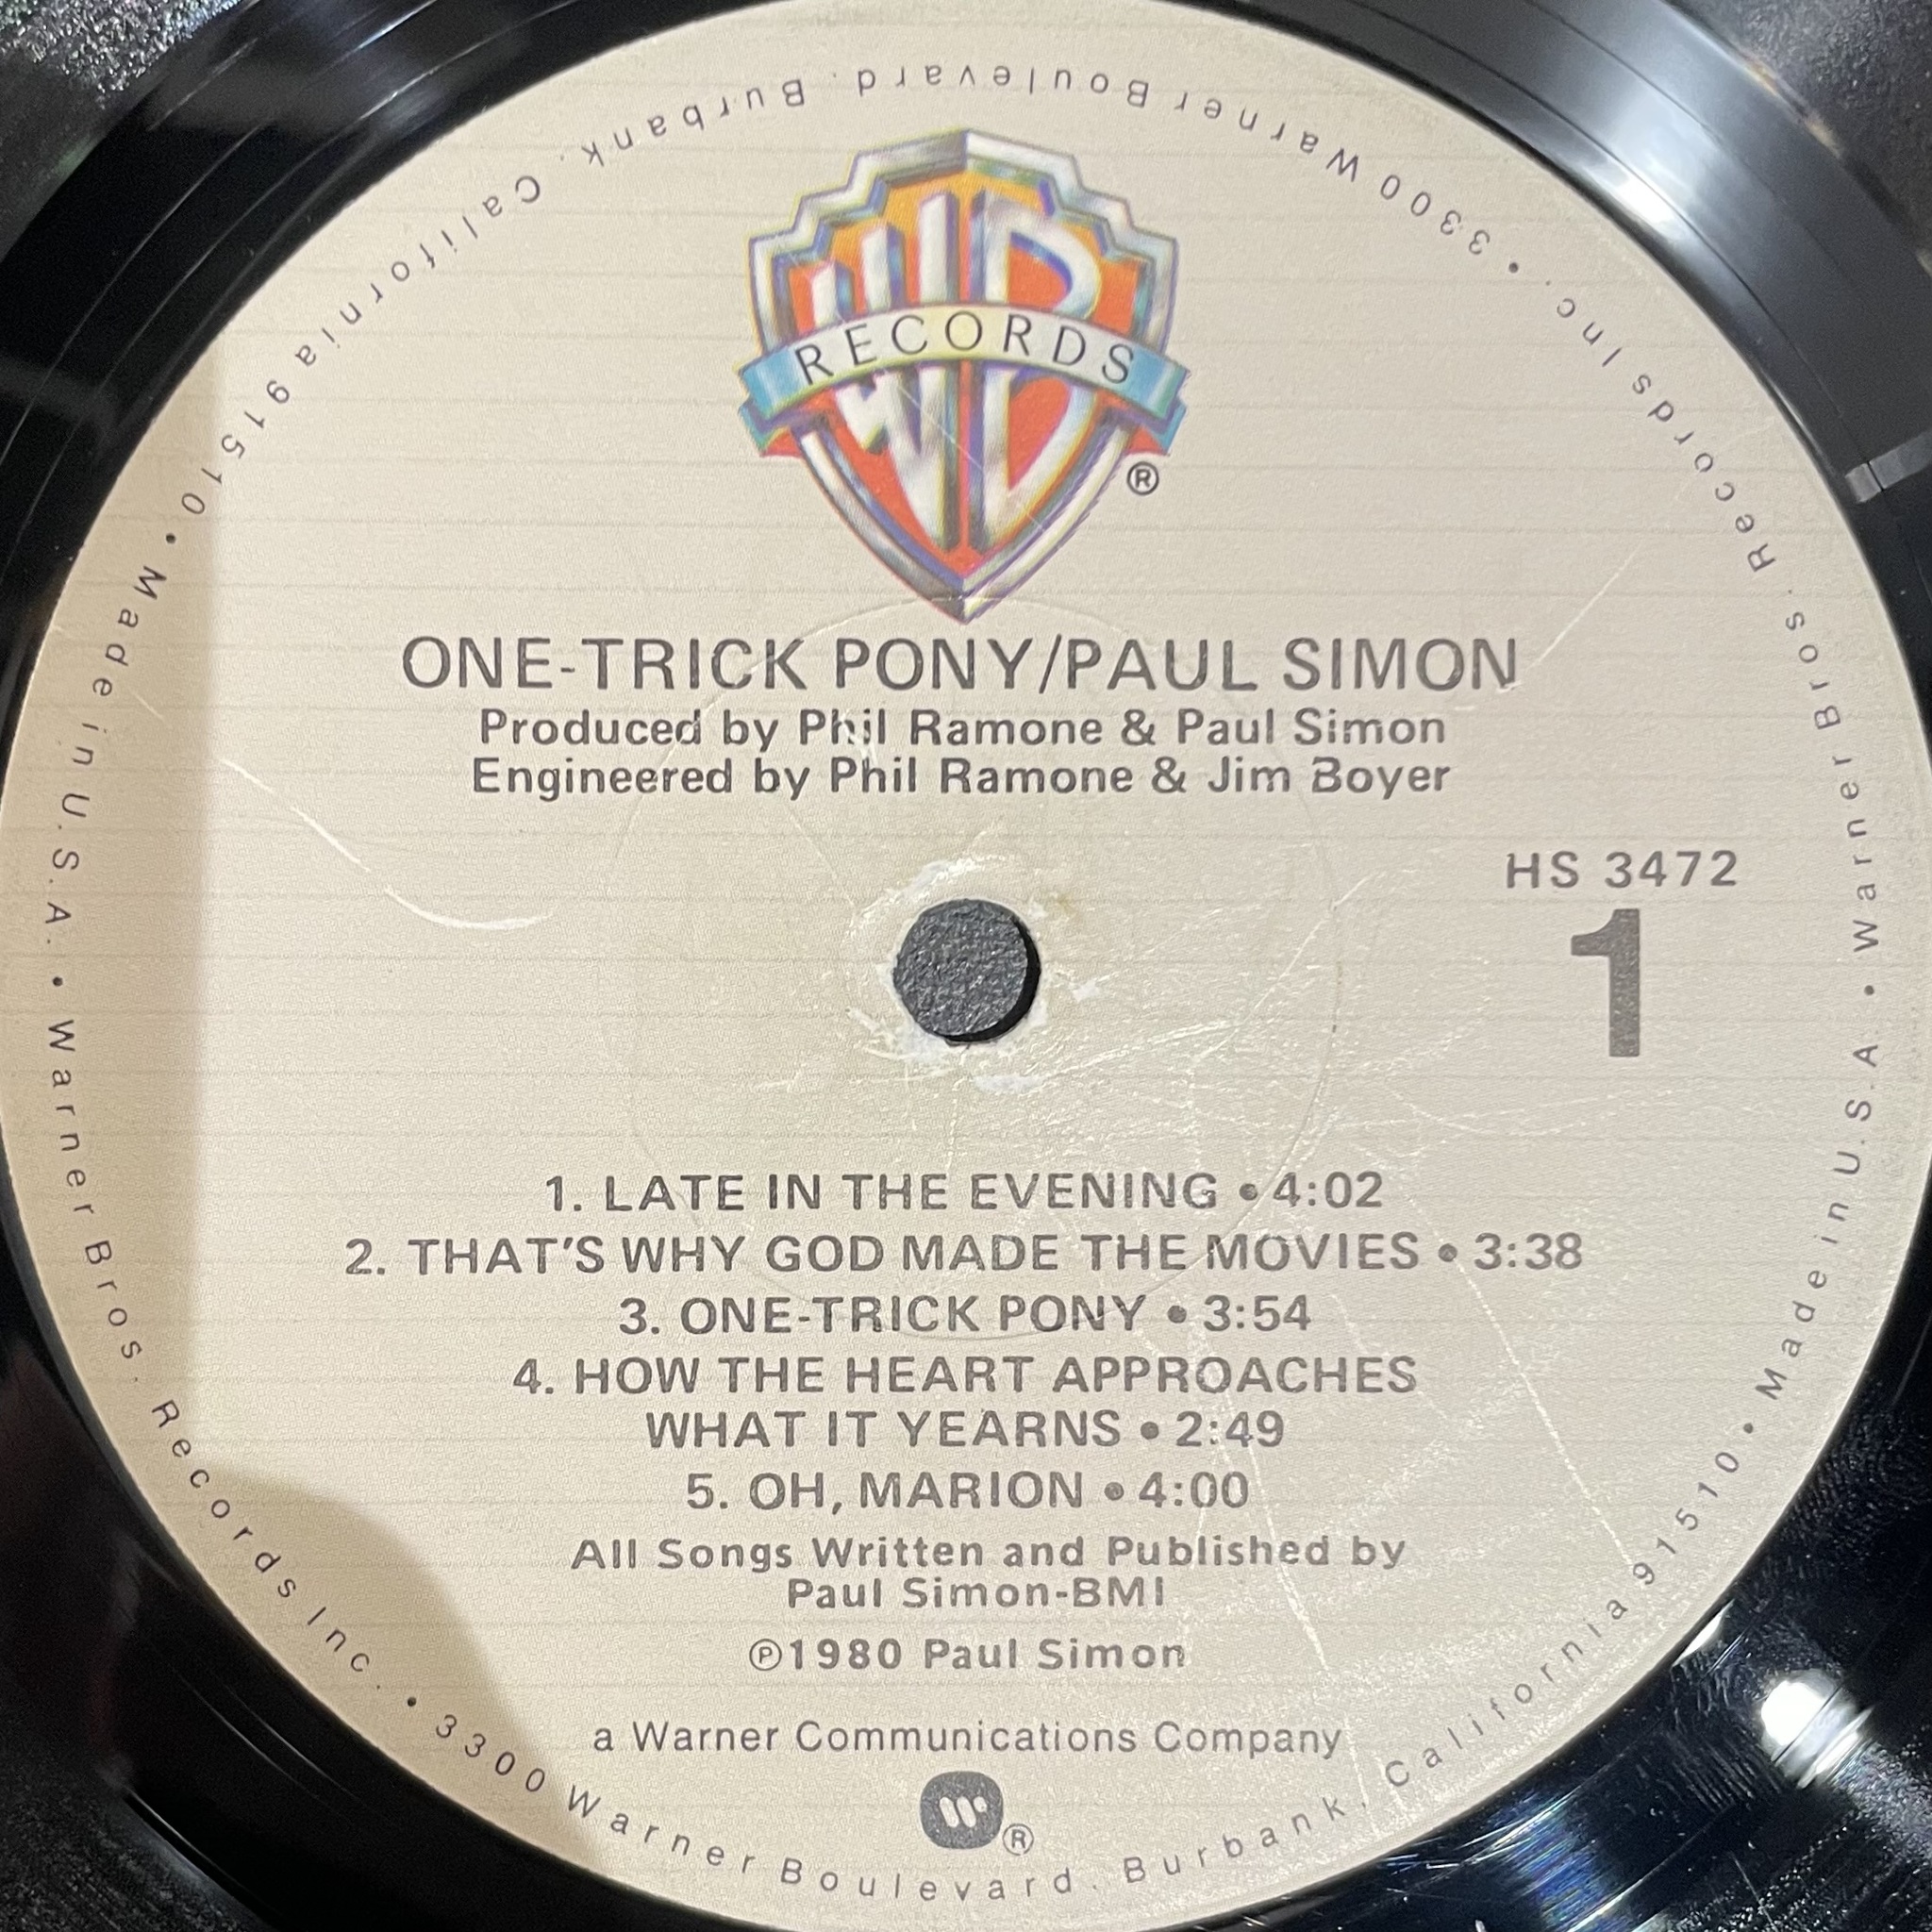 WB
RECORDS
®
ONE-TRICK PONY/PAUL SIMON
Produced by Phil Ramone & Paul Simon
Engineered by Phil Ramone & Jim Boyer
HS 3472
1
1. LATE IN THE EVENING • 4:02
2. THAT'S WHY GOD MADE THE MOVIES • 3:38
3. ONE-TRICK PONY • 3:54
4. HOW THE HEART APPROACHES
WHAT IT YEARNS • 2:49
5. OH, MARION • 4:00
All Songs Written and Published by
Paul Simon-BMI
℗1980 Paul Simon
a Warner Communications Company
W®
Warner Bros. Records Inc. • 3300 Warner Boulevard. Burbank. California 91510 • Made in U.S.A. • Warner Bros. Records Inc. • 3300 Warner Boulevard. Burbank. California 91510 • Made in U.S.A. •